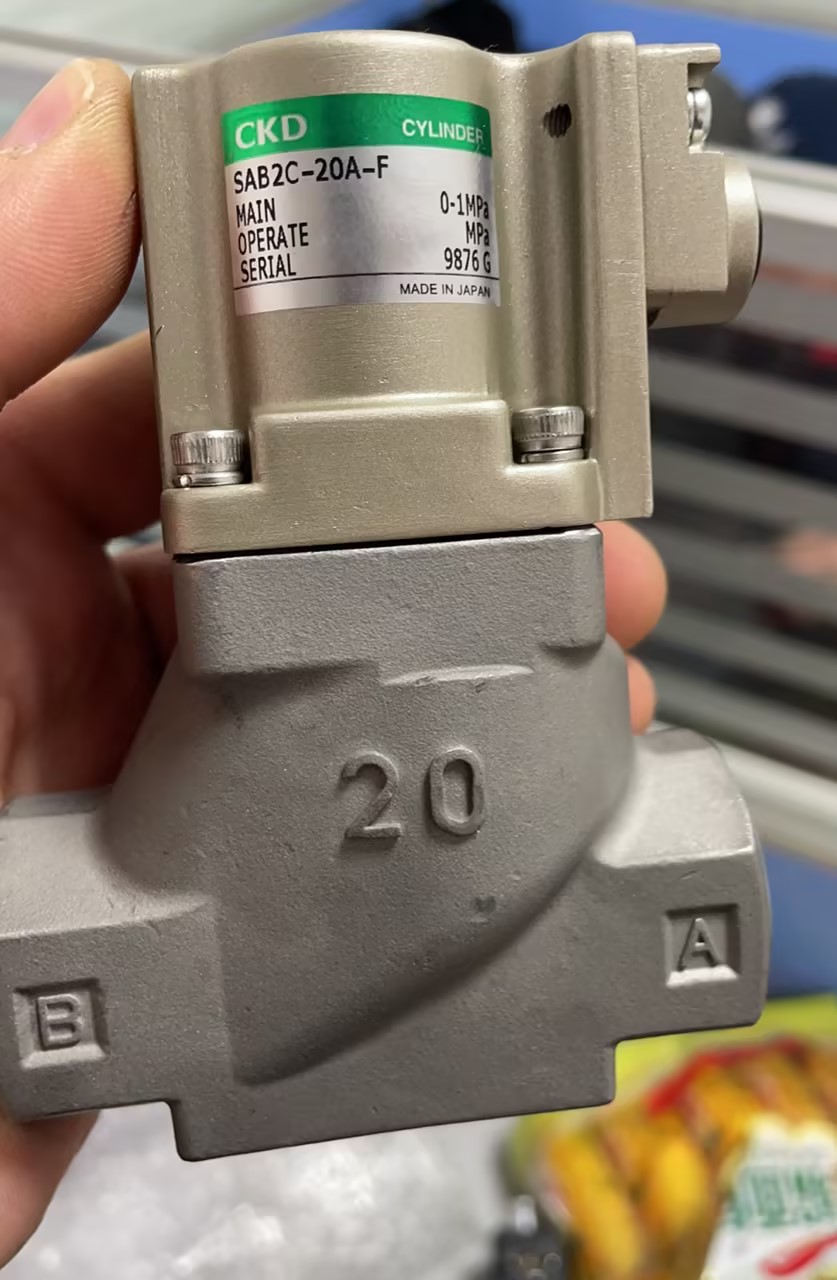 CKD CYLINDER
SAB2C-20A-F
MAIN 0-1MPa
OPERATE MPa
SERIAL 9876 G
MADE IN JAPAN
20
B A